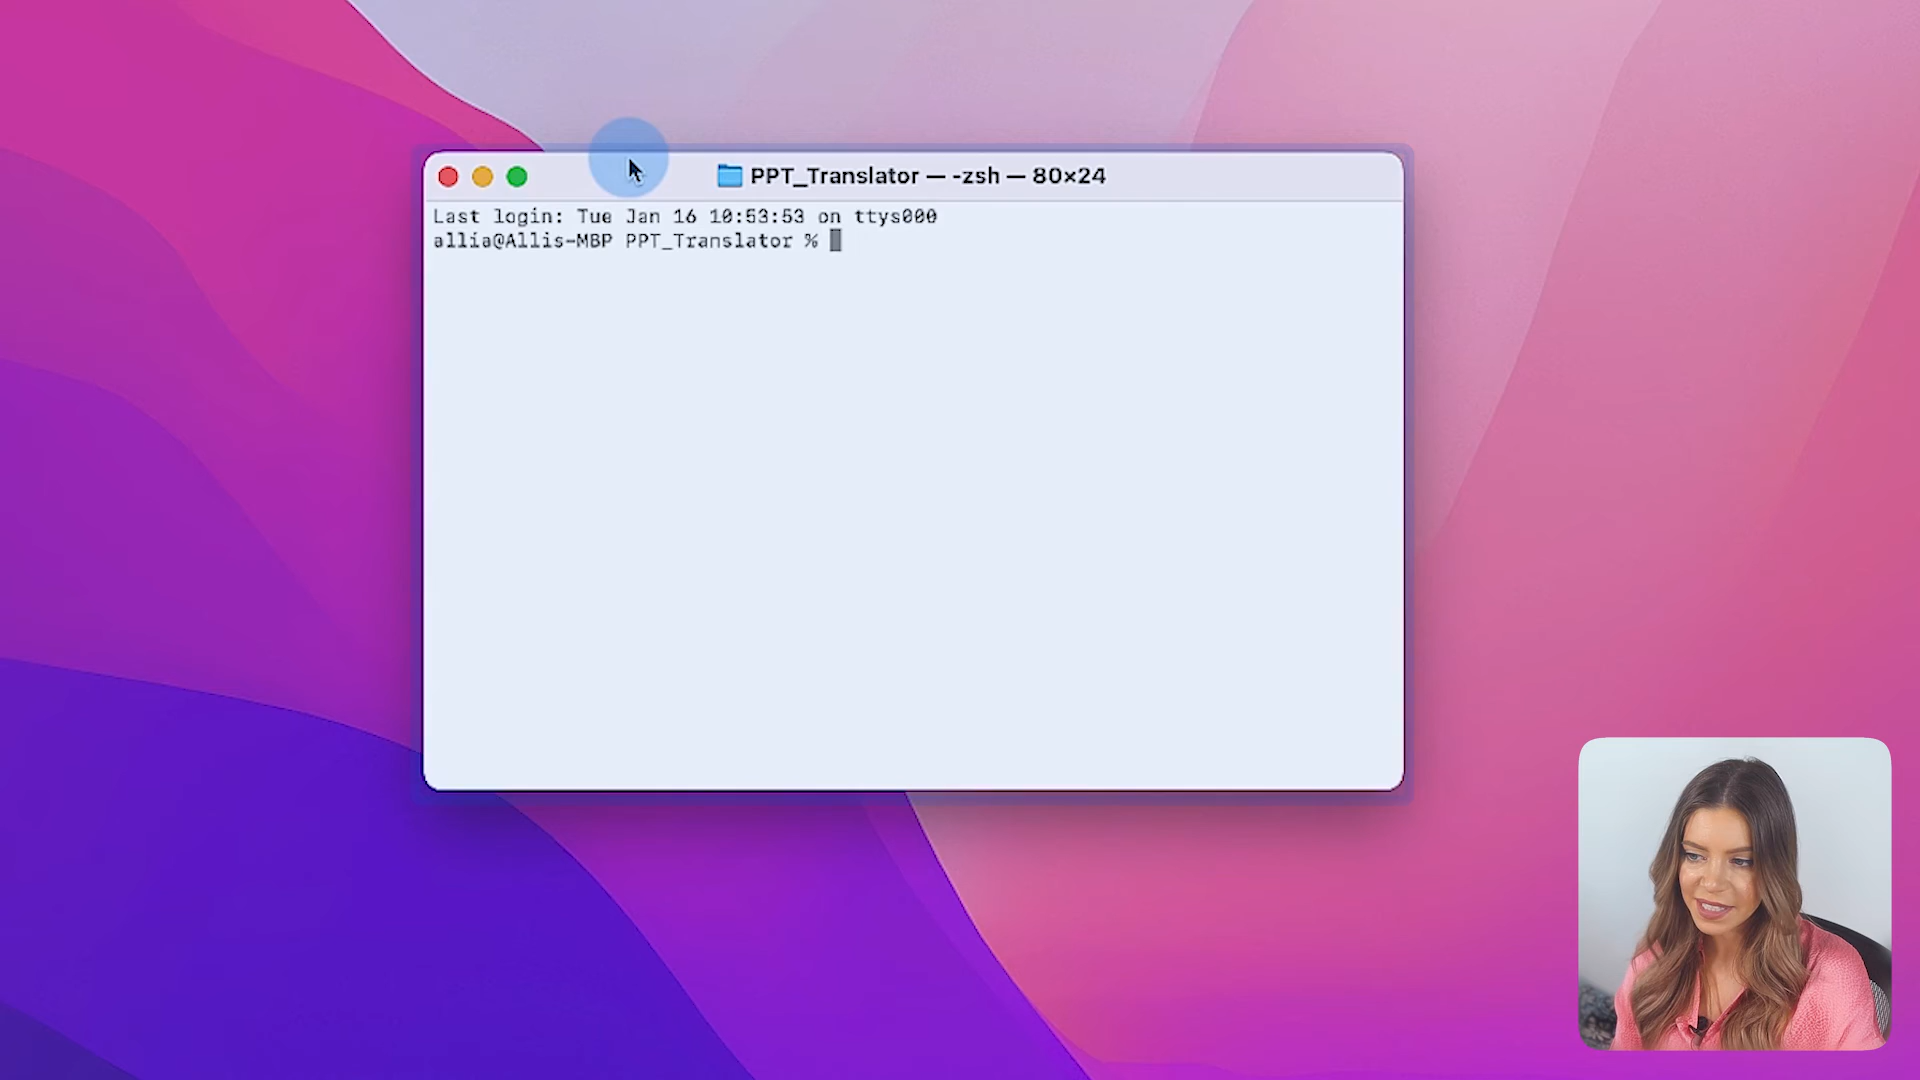 PPT_Translator — -zsh — 80×24
Last login: Tue Jan 16 10:53:53 on ttys000
allia@Allis-MBP PPT_Translator %